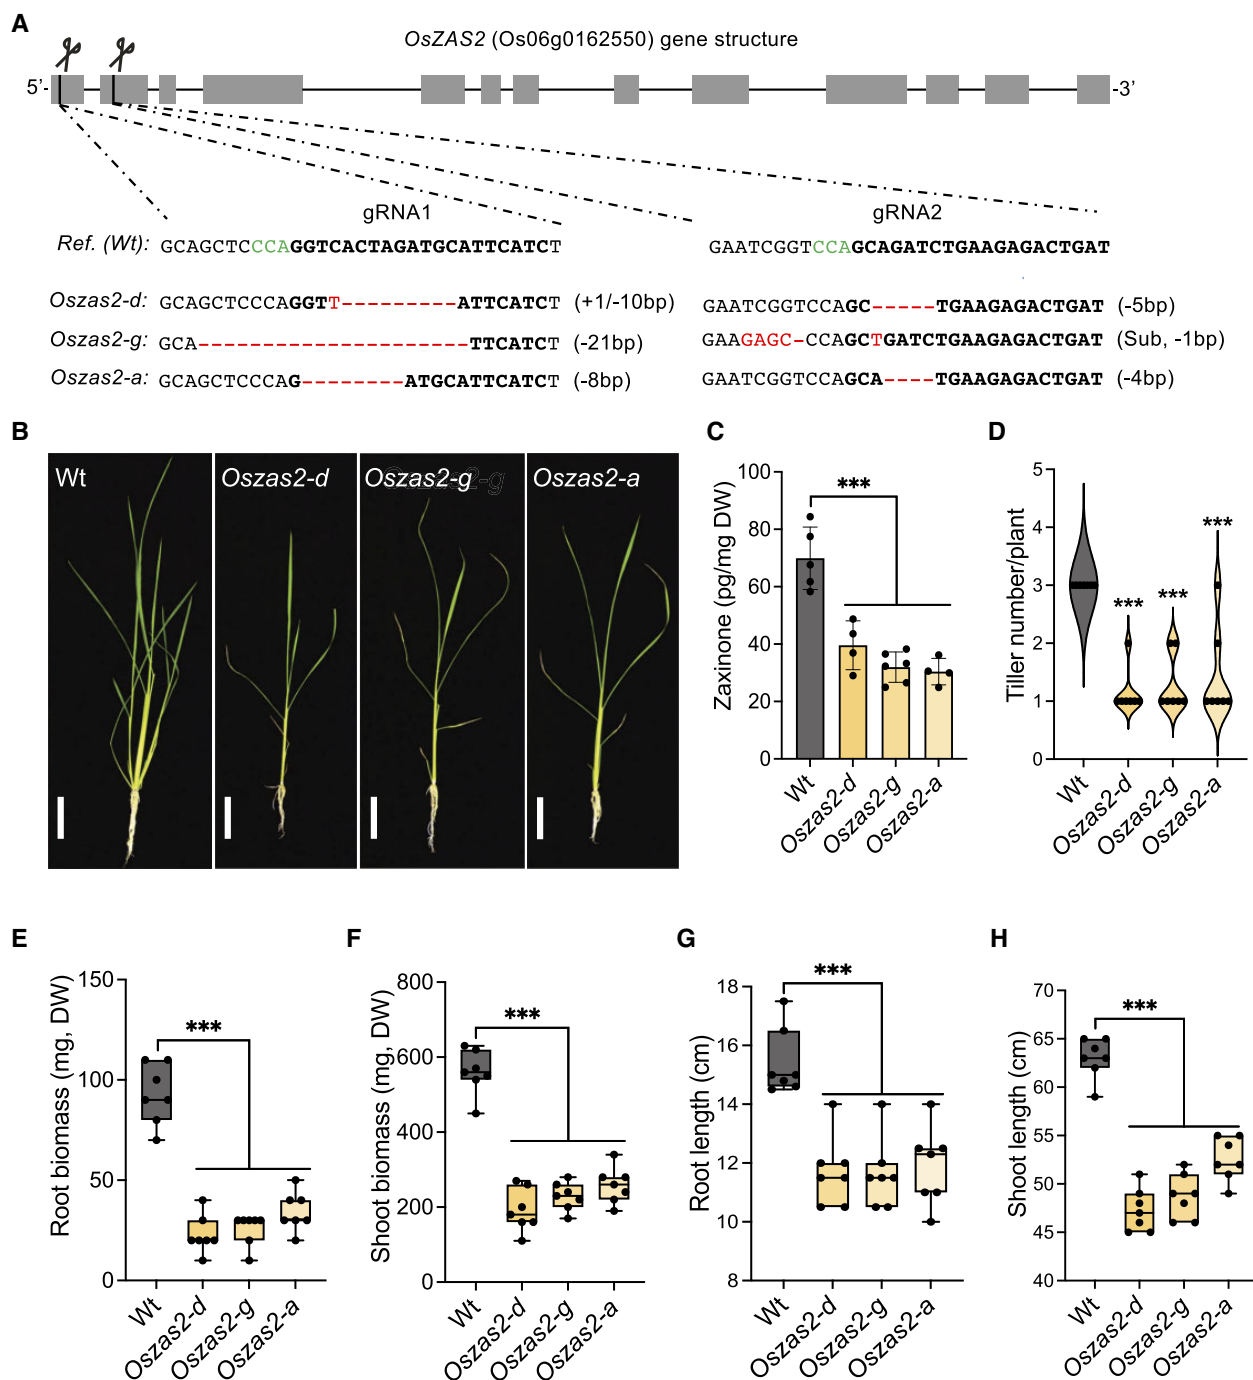 A
OsZAS2 (Os06g0162550) gene structure
5'-
-3'
gRNA1
gRNA2
Ref. (Wt): GCAGCTCCCAGGTCACTAGATGCATTCATCT GAATCGGTCCAGCAGATCTGAAGAGACTGAT
Oszas2-d: GCAGCTCCCAGGTT----------ATTCATCT (+1/-10bp) GAATCGGTCCAGC-----TGAAGAGACTGAT (-5bp)
Oszas2-g: GCA---------------------TTCATCT (-21bp) GAAGAGC-CCAGCTGATCTGAAGAGACTGAT (Sub, -1bp)
Oszas2-a: GCAGCTCCCAG--------ATGCATTCATCT (-8bp) GAATCGGTCCAGCA----TGAAGAGACTGAT (-4bp)
B
Wt
Oszas2-d
Oszas2-g
Oszas2-a
C
Zaxinone (pg/mg DW)
100
80
60
40
20
0
***
Wt
Oszas2-d
Oszas2-g
Oszas2-a
D
Tiller number/plant
5
4
3
2
1
0
***
***
***
Wt
Oszas2-d
Oszas2-g
Oszas2-a
E
Root biomass (mg, DW)
150
100
50
0
***
Wt
Oszas2-d
Oszas2-g
Oszas2-a
F
Shoot biomass (mg, DW)
800
600
400
200
0
***
Wt
Oszas2-d
Oszas2-g
Oszas2-a
G
Root length (cm)
18
16
14
12
10
8
***
Wt
Oszas2-d
Oszas2-g
Oszas2-a
H
Shoot length (cm)
70
65
60
55
50
45
40
***
Wt
Oszas2-d
Oszas2-g
Oszas2-a